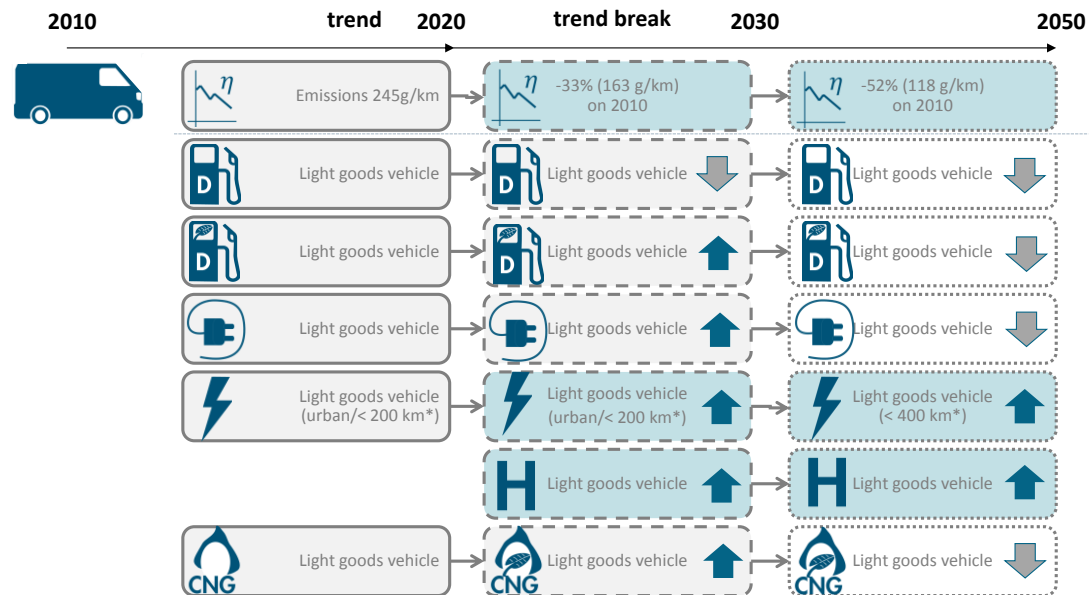 2010 trend 2020 trend break 2030 2050
η Emissions 245g/km
η -33% (163 g/km)
on 2010
η -52% (118 g/km)
on 2010
D Light goods vehicle
D Light goods vehicle
D Light goods vehicle
D Light goods vehicle
D Light goods vehicle
D Light goods vehicle
Light goods vehicle
Light goods vehicle
Light goods vehicle
Light goods vehicle
(urban/< 200 km*)
Light goods vehicle
(urban/< 200 km*)
Light goods vehicle
(< 400 km*)
H Light goods vehicle
H Light goods vehicle
CNG Light goods vehicle
CNG Light goods vehicle
CNG Light goods vehicle